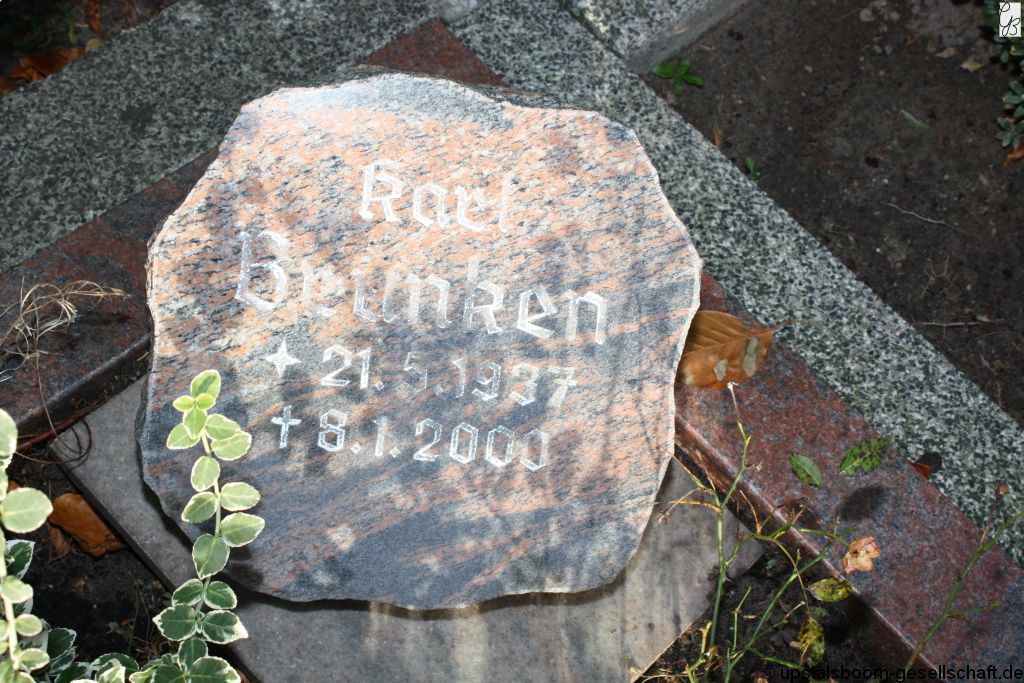 Karl
Brunken
21.5.1937
† 8.1.2000
© upstalsboom-gesellschaft.de